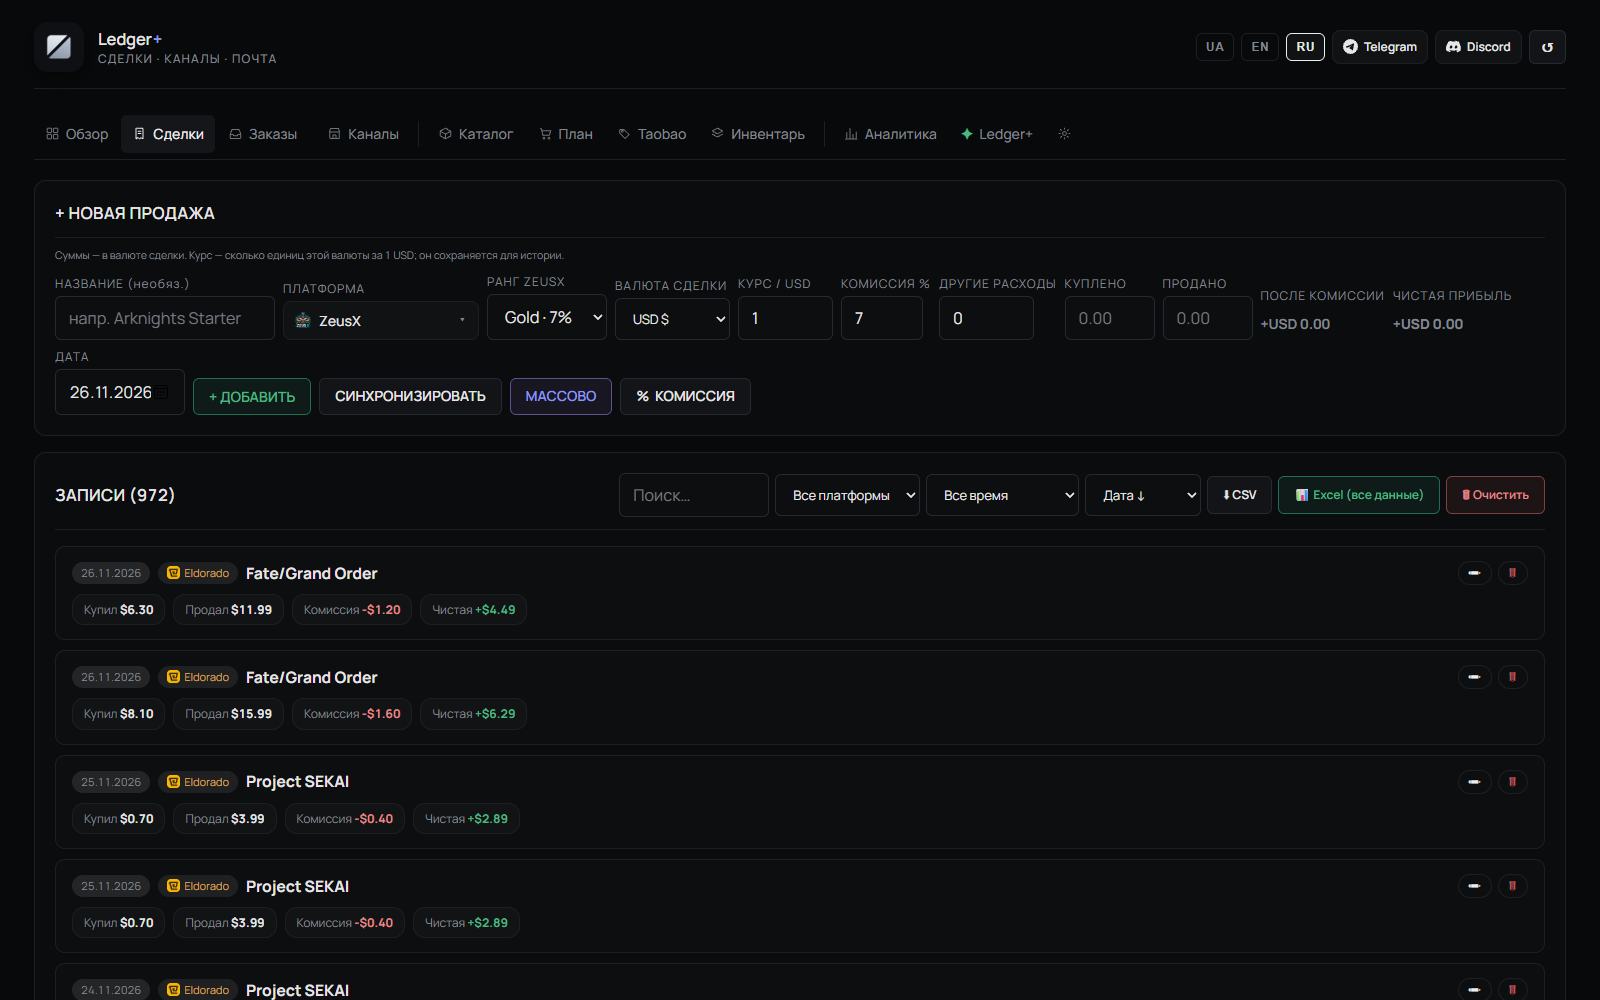 Ledger+
СДЕЛКИ · КАНАЛЫ · ПОЧТА
UA EN RU Telegram Discord
Обзор Сделки Заказы Каналы Каталог План Taobao Инвентарь Аналитика Ledger+
+ НОВАЯ ПРОДАЖА
Суммы — в валюте сделки. Курс — сколько единиц этой валюты за 1 USD; он сохраняется для истории.
НАЗВАНИЕ (необяз.) ПЛАТФОРМА РАНГ ZEUSX ВАЛЮТА СДЕЛКИ КУРС / USD КОМИССИЯ % ДРУГИЕ РАСХОДЫ КУПЛЕНО ПРОДАНО ПОСЛЕ КОМИССИИ ЧИСТАЯ ПРИБЫЛЬ
напр. Arknights Starter ZeusX Gold · 7% USD $ 1 7 0 0.00 0.00 +USD 0.00 +USD 0.00
ДАТА
26.11.2026 + ДОБАВИТЬ СИНХРОНИЗИРОВАТЬ МАССОВО % КОМИССИЯ
ЗАПИСИ (972) Поиск... Все платформы Все время Дата ↓ ⬇CSV Excel (все данные) Очистить
26.11.2026 Eldorado Fate/Grand Order
Купил $6.30 Продал $11.99 Комиссия -$1.20 Чистая +$4.49
26.11.2026 Eldorado Fate/Grand Order
Купил $8.10 Продал $15.99 Комиссия -$1.60 Чистая +$6.29
25.11.2026 Eldorado Project SEKAI
Купил $0.70 Продал $3.99 Комиссия -$0.40 Чистая +$2.89
25.11.2026 Eldorado Project SEKAI
Купил $0.70 Продал $3.99 Комиссия -$0.40 Чистая +$2.89
24.11.2026 Eldorado Project SEKAI